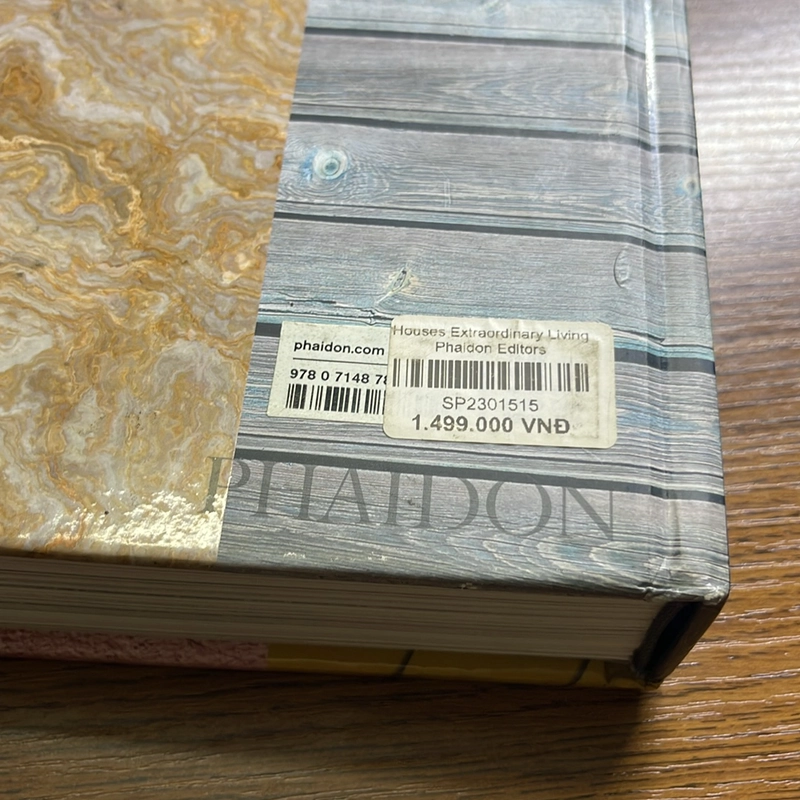 phaidon.com
978 0 7148 78
Houses Extraordinary Living
Phaidon Editors
SP2301515
1.499.000 VNĐ
PHAIDON